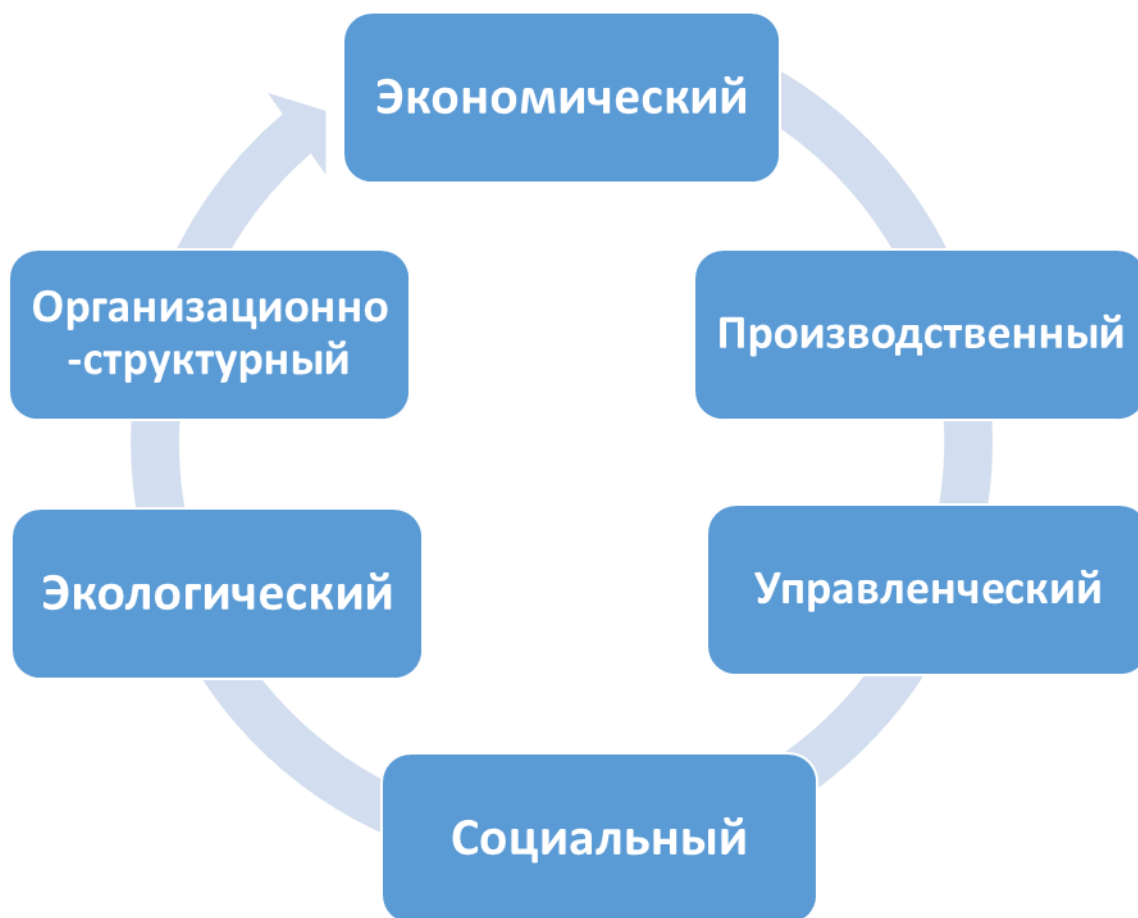 Экономический
Производственный
Управленческий
Социальный
Экологический
Организационно
-структурный